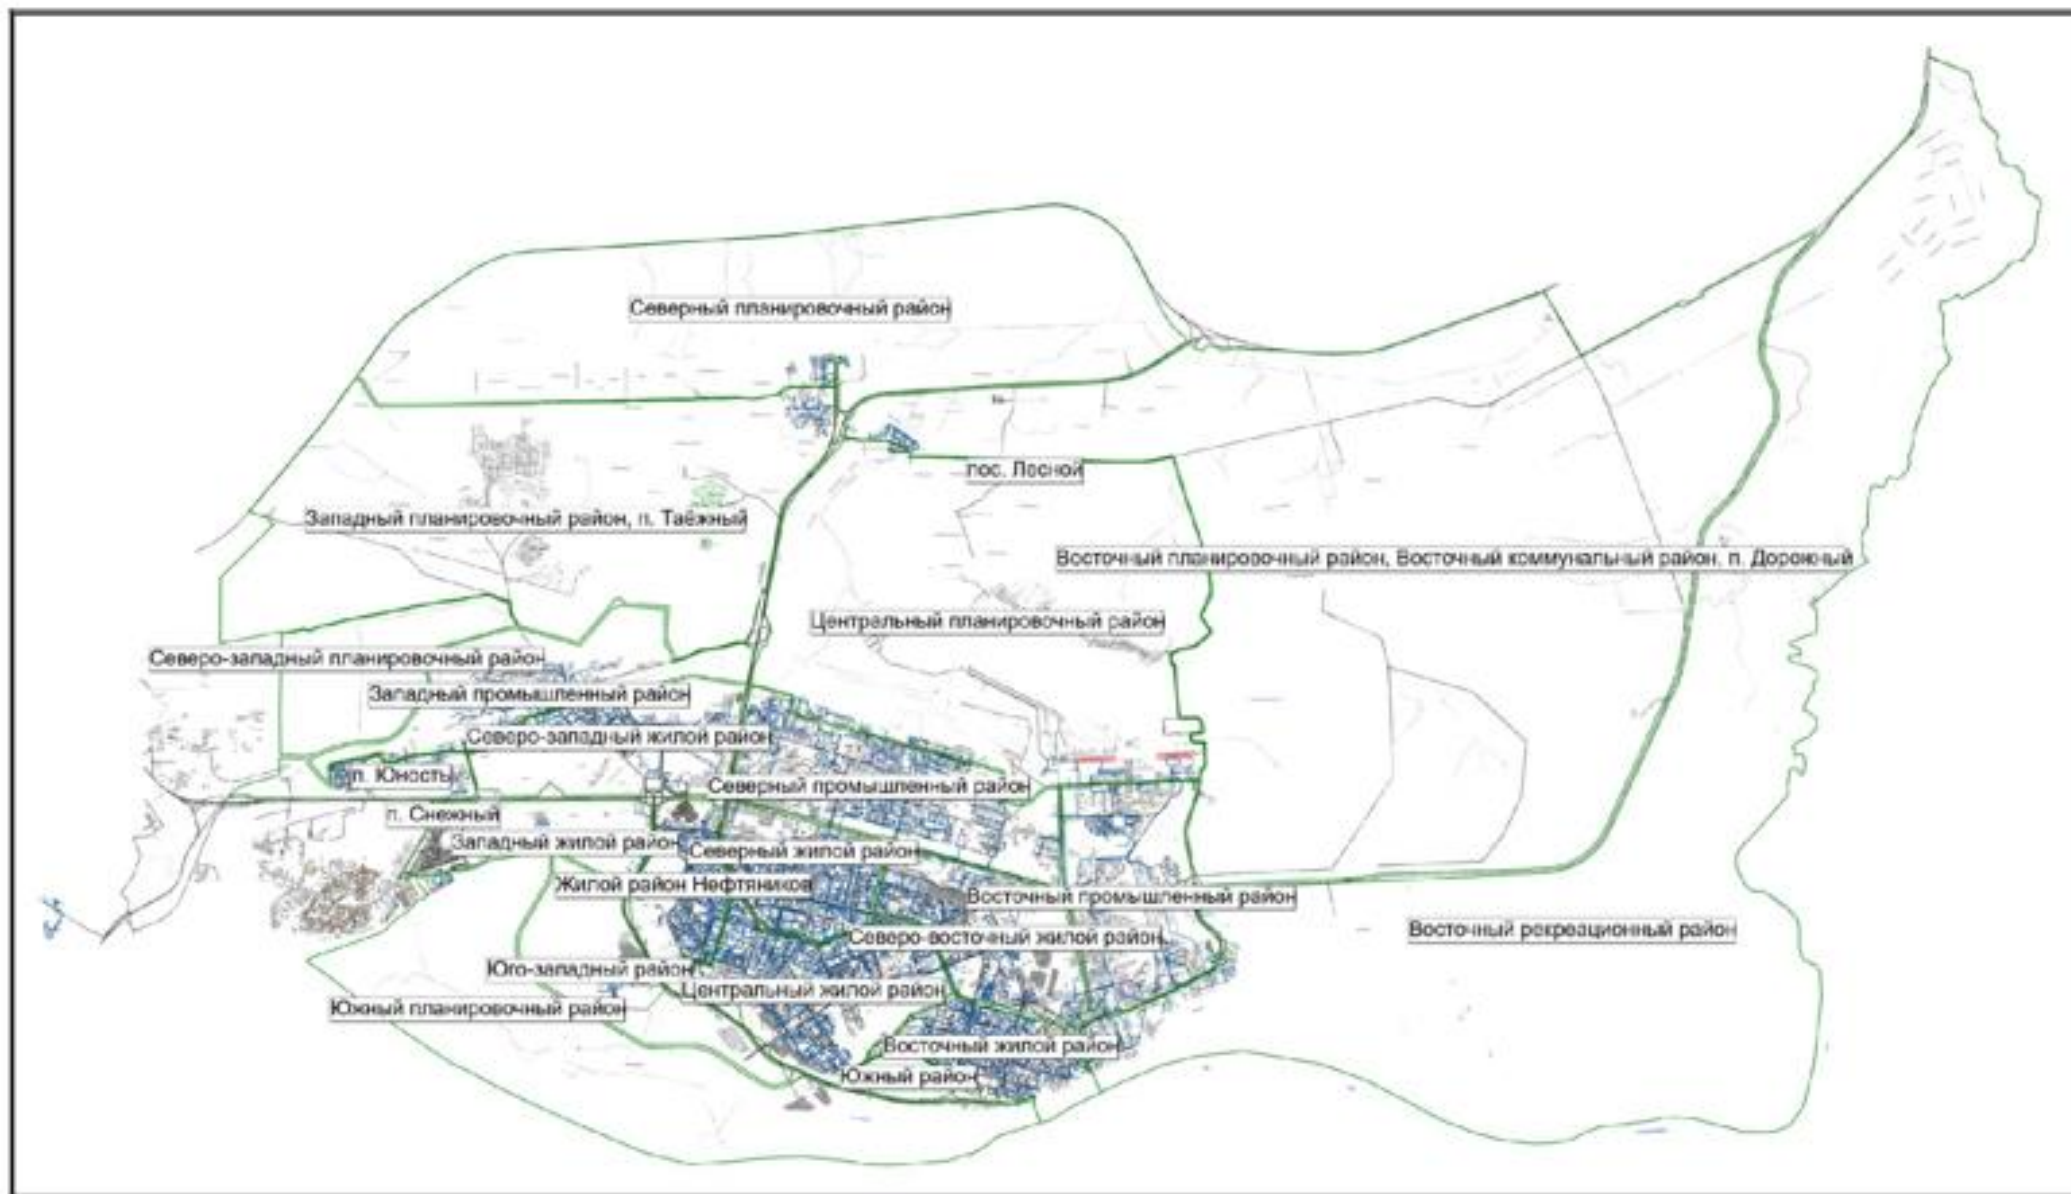 Северный планировочный район
пос. Лесной
Западный планировочный район, п. Таёжный
Восточный планировочный район, Восточный коммунальный район, п. Дорожный
Центральный планировочный район
Северо-западный планировочный район
Западный промышленный район
Северо-западный жилой район
п. Юность
Северный промышленный район
п. Снежный
Западный жилой район
Северный жилой район
Жилой район Нефтяников
Восточный промышленный район
Восточный рекреационный район
Северо-восточный жилой район
Юго-западный район
Центральный жилой район
Южный планировочный район
Восточный жилой район
Южный район